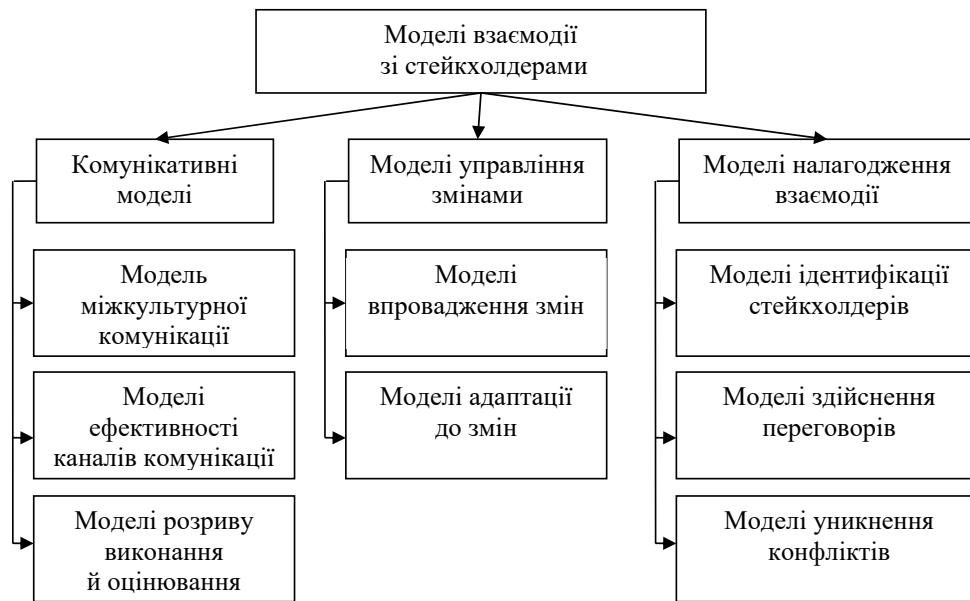 Моделі взаємодії
зі стейкхолдерами
Комунікативні
моделі
Моделі управління
змінами
Моделі налагодження
взаємодії
Модель
міжкультурної
комунікації
Моделі
впровадження змін
Моделі ідентифікації
стейкхолдерів
Моделі
ефективності
каналів комунікації
Моделі адаптації
до змін
Моделі здійснення
переговорів
Моделі розриву
виконання
й оцінювання
Моделі уникнення
конфліктів